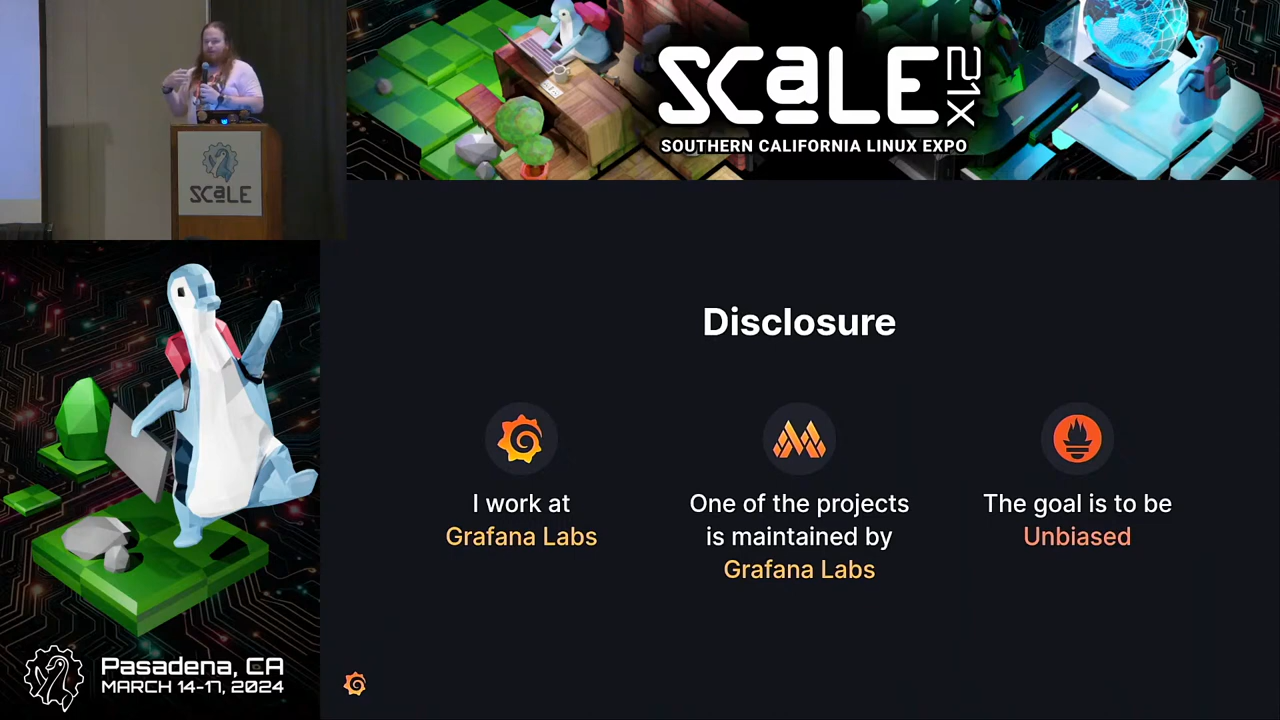 SCALE
21X
SOUTHERN CALIFORNIA LINUX EXPO
SCALE
Disclosure
I work at
Grafana Labs
One of the projects
is maintained by
Grafana Labs
The goal is to be
Unbiased
Pasadena, CA
MARCH 14-17, 2024